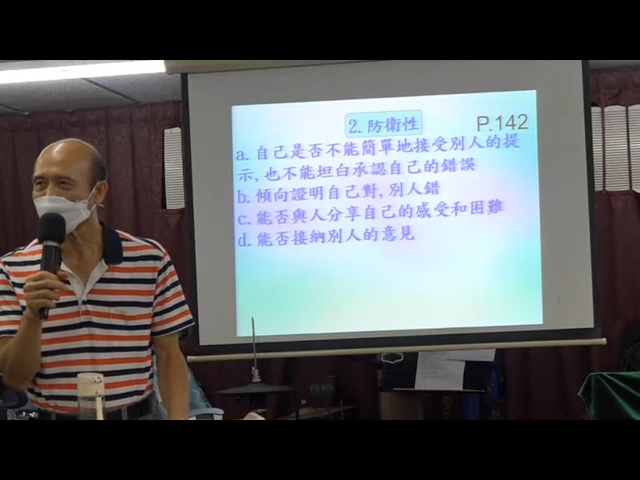 2. 防衛性
P.142
a. 自己是否不能簡單地接受別人的提
示, 也不能坦白承認自己的錯誤
b. 傾向證明自己對, 別人錯
c. 能否與人分享自己的感受和困難
d. 能否接納別人的意見